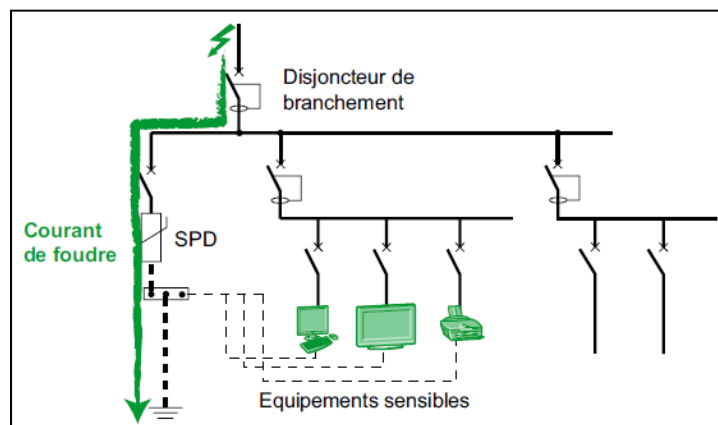 Disjoncteur de
branchement
Courant
de foudre
SPD
Equipements sensibles